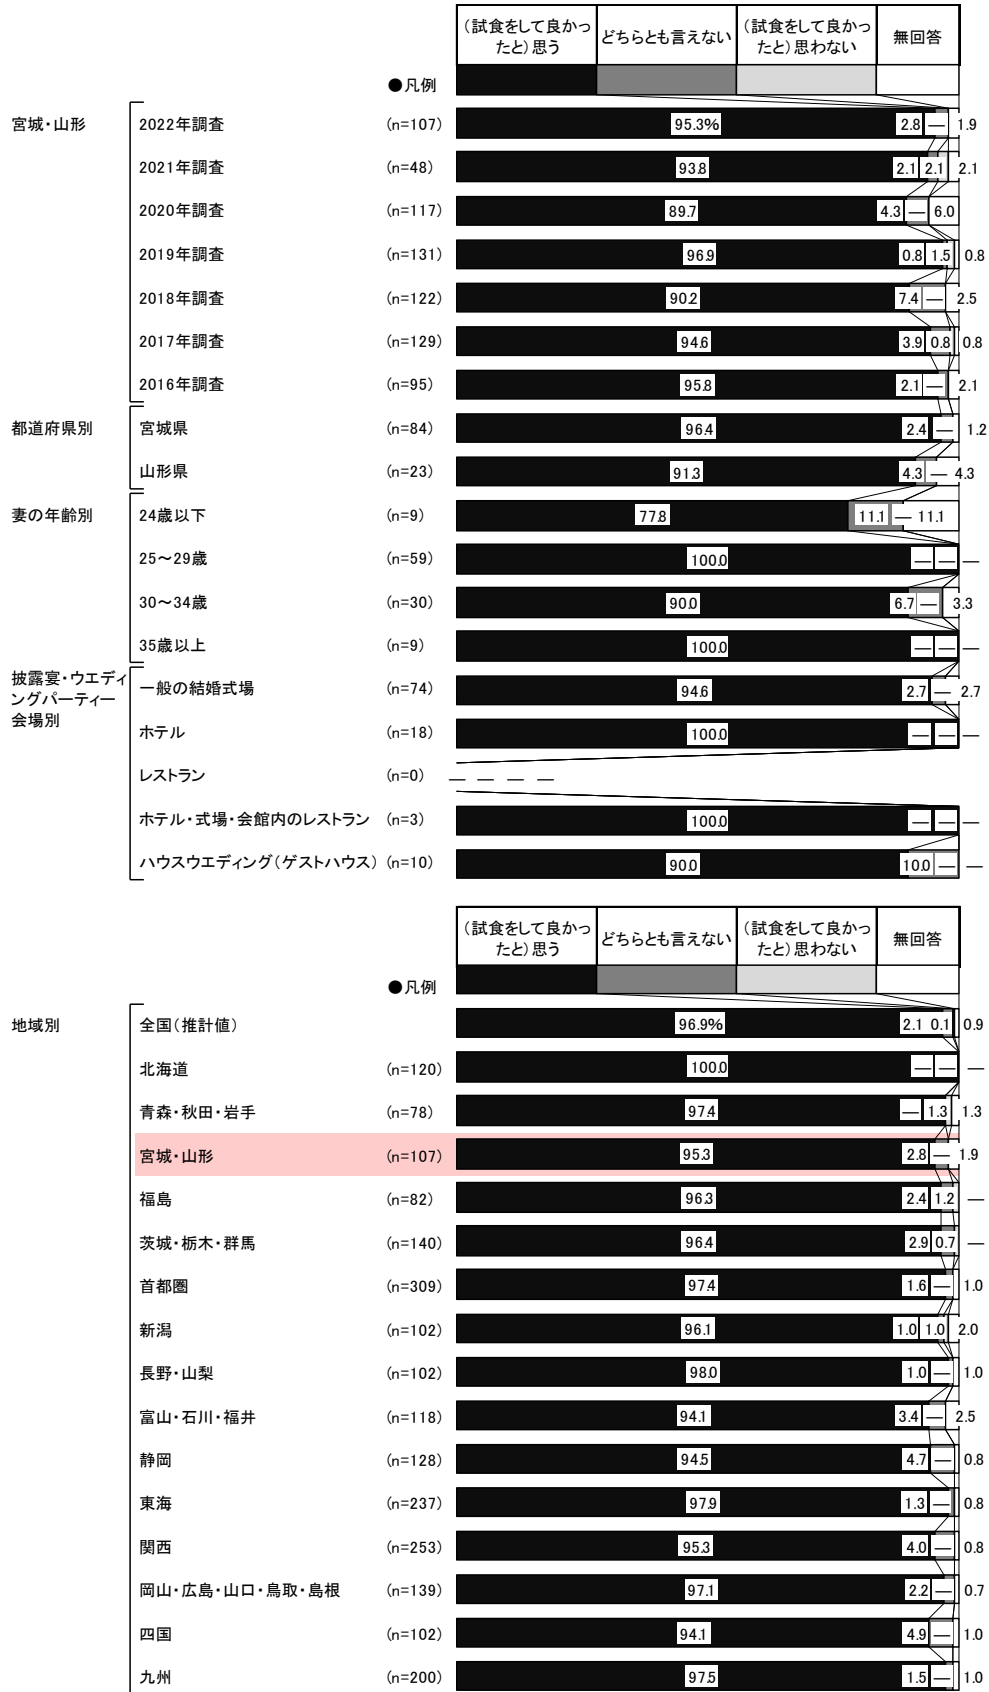 (試食をして良かっ
たと)思う
どちらとも言えない
(試食をして良かっ
たと)思わない
無回答
●凡例
宮城・山形
2022年調査 (n=107) 95.3% 2.8 — 1.9
2021年調査 (n=48) 93.8 2.1 2.1 2.1
2020年調査 (n=117) 89.7 4.3 — 6.0
2019年調査 (n=131) 96.9 0.8 1.5 0.8
2018年調査 (n=122) 90.2 7.4 — 2.5
2017年調査 (n=129) 94.6 3.9 0.8 0.8
2016年調査 (n=95) 95.8 2.1 — 2.1
都道府県別
宮城県 (n=84) 96.4 2.4 — 1.2
山形県 (n=23) 91.3 4.3 — 4.3
妻の年齢別
24歳以下 (n=9) 77.8 11.1 — 11.1
25～29歳 (n=59) 100.0 — — —
30～34歳 (n=30) 90.0 6.7 — 3.3
35歳以上 (n=9) 100.0 — — —
披露宴・ウエディ
ングパーティー
会場別
一般の結婚式場 (n=74) 94.6 2.7 — 2.7
ホテル (n=18) 100.0 — — —
レストラン (n=0) — — — —
ホテル・式場・会館内のレストラン (n=3) 100.0 — — —
ハウスウエディング(ゲストハウス) (n=10) 90.0 10.0 — —
(試食をして良かっ
たと)思う
どちらとも言えない
(試食をして良かっ
たと)思わない
無回答
●凡例
地域別
全国(推計値) 96.9% 2.1 0.1 0.9
北海道 (n=120) 100.0 — — —
青森・秋田・岩手 (n=78) 97.4 — 1.3 1.3
宮城・山形 (n=107) 95.3 2.8 — 1.9
福島 (n=82) 96.3 2.4 1.2 —
茨城・栃木・群馬 (n=140) 96.4 2.9 0.7 —
首都圏 (n=309) 97.4 1.6 — 1.0
新潟 (n=102) 96.1 1.0 1.0 2.0
長野・山梨 (n=102) 98.0 1.0 — 1.0
富山・石川・福井 (n=118) 94.1 3.4 — 2.5
静岡 (n=128) 94.5 4.7 — 0.8
東海 (n=237) 97.9 1.3 — 0.8
関西 (n=253) 95.3 4.0 — 0.8
岡山・広島・山口・鳥取・島根 (n=139) 97.1 2.2 — 0.7
四国 (n=102) 94.1 4.9 — 1.0
九州 (n=200) 97.5 1.5 — 1.0